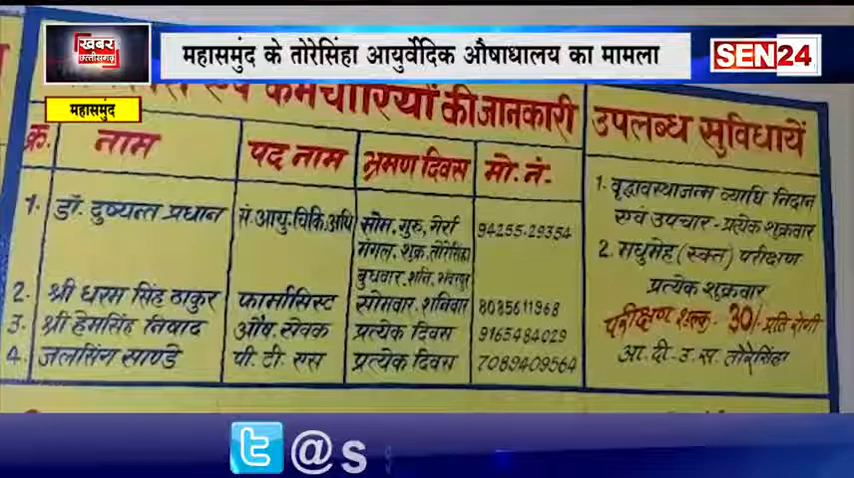 खबर
छत्तीसगढ़
महासमुंद के तोरेसिंहा आयुर्वेदिक औषाधालय का मामला
SEN24
महासमुंद
कर्मचारियों की जानकारी
क्र. नाम पद नाम भ्रमण दिवस मो. नं.
1. डॉ. दुष्यन्त प्रधान सं. आयु. चिकि. अधि सोम. गुरु. 94255-29354
मंगल, शुक्र. तोरेसिंहा
बुधवार. शनि.
2. श्री धरम सिंह ठाकुर फार्मासिस्ट सोमवार. शनिवार 8085611968
3. श्री हेमसिंह निषाद औष. सेवक प्रत्येक दिवस 9165484029
4. जलसिंग साण्डे पी. टी. एस प्रत्येक दिवस 7089409564
उपलब्ध सुविधायें
1. वृद्धावस्थाजन्म व्याधि निदान
एवं उपचार - प्रत्येक शुक्रवार
2. मधुमेह (रक्त) परीक्षण
प्रत्येक शुक्रवार
परीक्षण शुल्क - 30/- प्रति रोगी
आ. दी - उ. स. तोरेसिंहा
@s